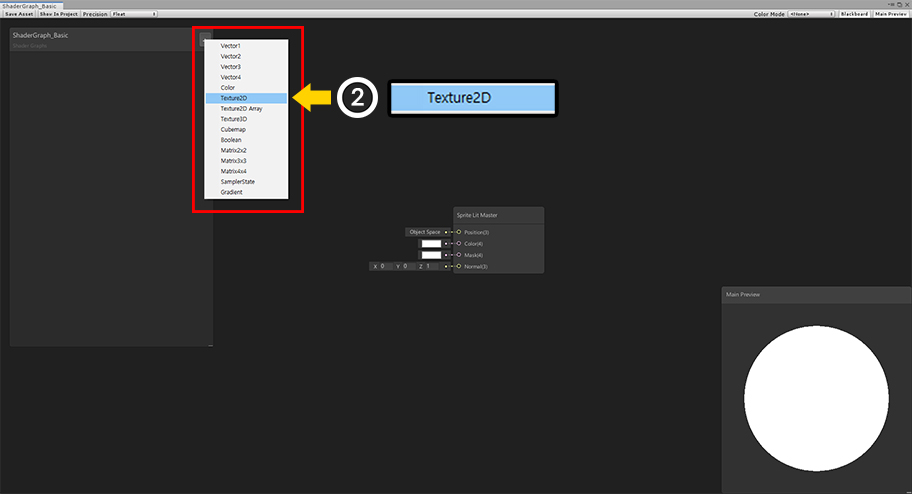 ShaderGraph_Basic
Save Asset Show In Project Precision Float
Color Mode <None> Blackboard Main Preview
ShaderGraph_Basic
Shader Graphs
Vector1
Vector2
Vector3
Vector4
Color
Texture2D
Texture2D Array
Texture3D
Cubemap
Boolean
Matrix2x2
Matrix3x3
Matrix4x4
SamplerState
Gradient
2
Texture2D
Sprite Lit Master
Object Space Position(3)
Color(4)
Mask(4)
X 0 Y 0 Z 1 Normal(3)
Main Preview